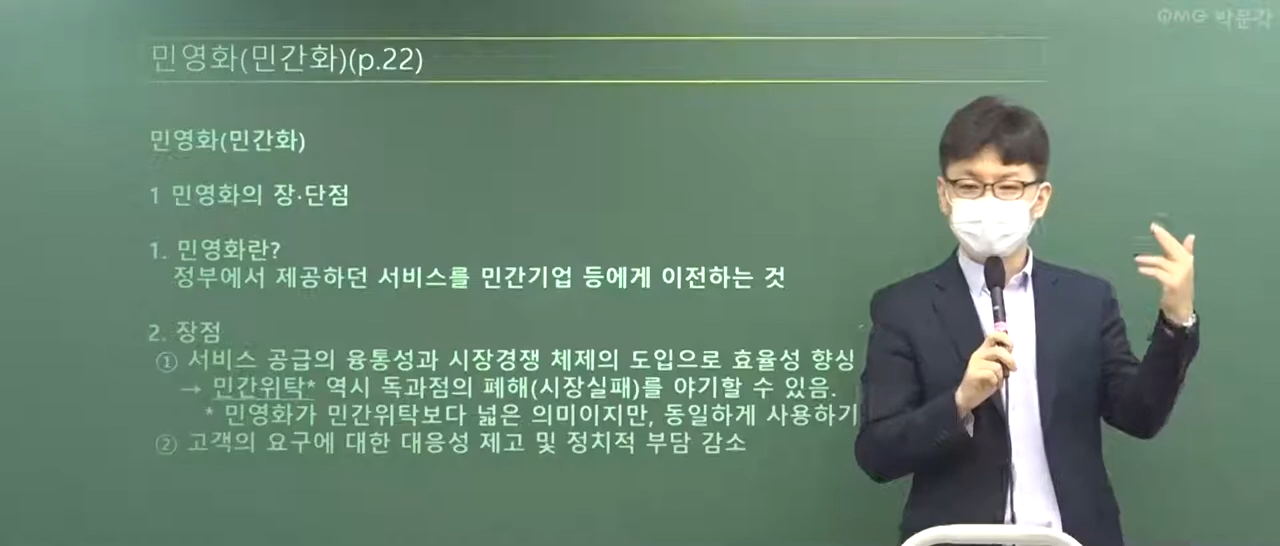 PMG 박문각
민영화(민간화)(p.22)
민영화(민간화)
1 민영화의 장·단점
1. 민영화란?
정부에서 제공하던 서비스를 민간기업 등에게 이전하는 것
2. 장점
① 서비스 공급의 융통성과 시장경쟁 체제의 도입으로 효율성 향상
→ 민간위탁* 역시 독과점의 폐해(시장실패)를 야기할 수 있음.
* 민영화가 민간위탁보다 넓은 의미이지만, 동일하게 사용하기
② 고객의 요구에 대한 대응성 제고 및 정치적 부담 감소